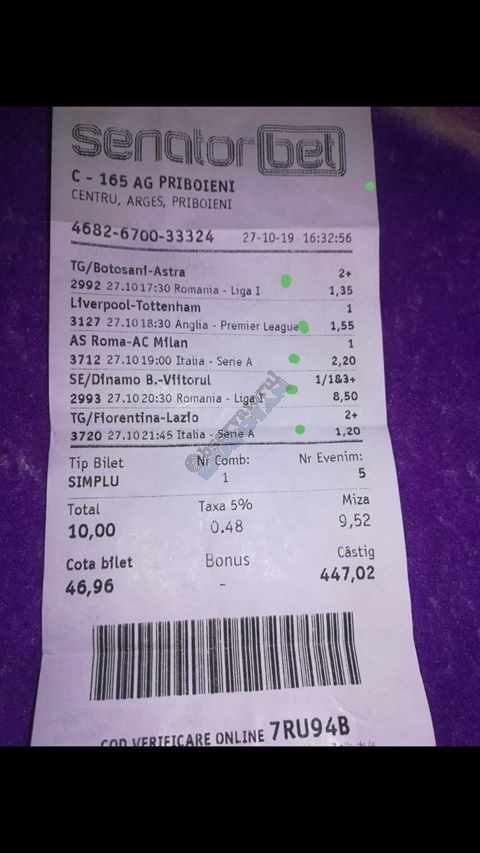 senator bet
C - 165 AG PRIBOIENI
CENTRU, ARGES, PRIBOIENI
4682-6700-33324 27-10-19 16:32:56
TG/Botosani-Astra 2+
2992 27.10 17:30 Romania - Liga I 1,35
Liverpool-Tottenham 1
3127 27.10 18:30 Anglia - Premier League 1,55
AS Roma-AC Milan 1
3712 27.10 19:00 Italia - Serie A 2,20
SE/Dinamo B.-Viitorul 1/1&3+
2993 27.10 20:30 Romania - Liga I 8,50
TG/Fiorentina-Lazio 2+
3720 27.10 21:45 Italia - Serie A 1,20
Tip Bilet Nr Comb: Nr Evenim:
SIMPLU 1 5
Total Taxa 5% Miza
10,00 0.48 9,52
Cota bilet Bonus Câstig
46,96 - 447,02
COD VERIFICARE ONLINE 7RU94B